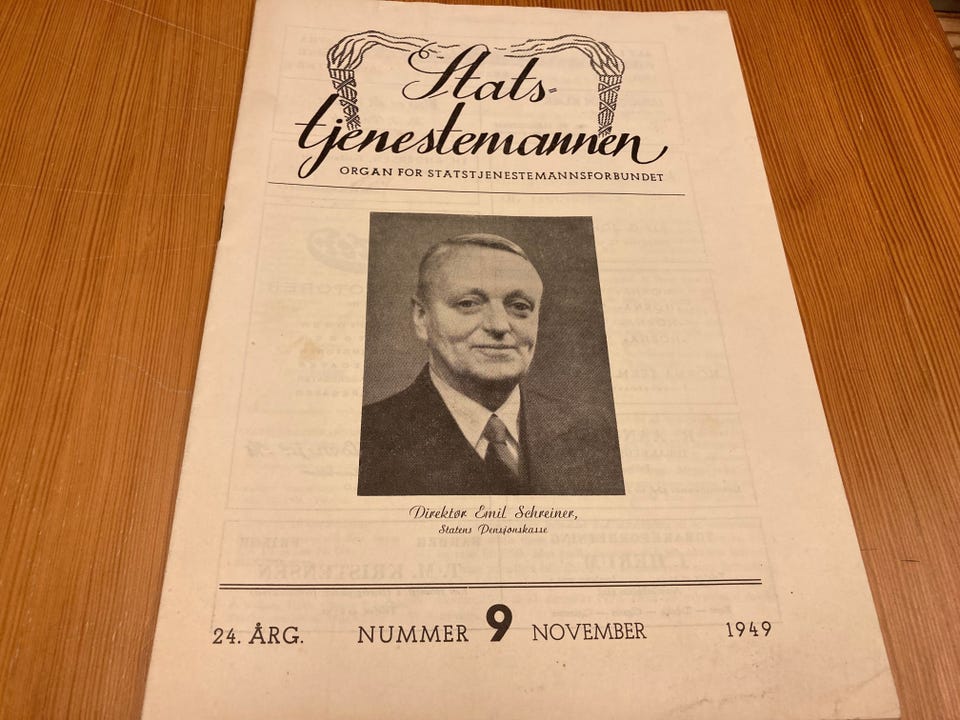 Stats-
tjenestemannen
ORGAN FOR STATSTJENESTEMANNSFORBUNDET
Direktør Emil Schreiner,
Statens Pensjonskasse
24. ÅRG. NUMMER 9 NOVEMBER 1949